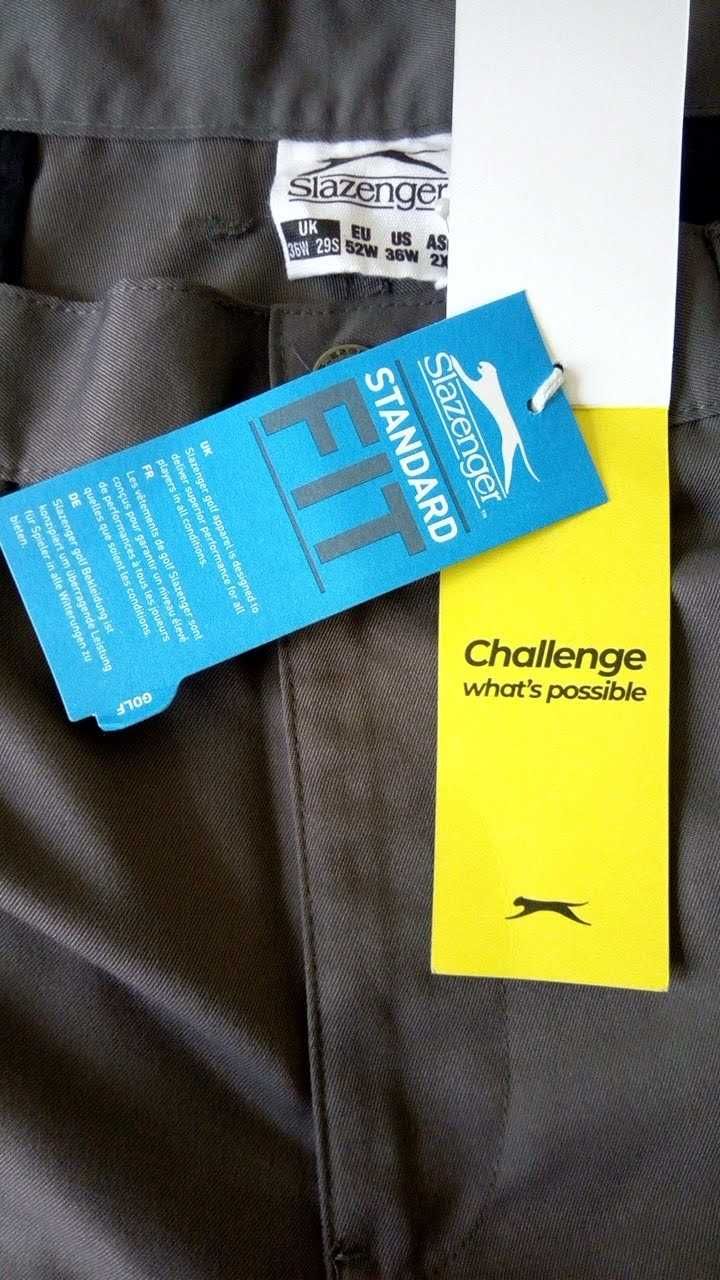 Slazenger
UK EU US AS
36W 29S 52W 36W 2X
Slazenger
STANDARD
FIT
UK
Slazenger golf apparel is designed to
deliver superior performance for all
players in all conditions.
FR
Les vêtements de golf Slazenger sont
conçus pour garantir un niveau élevé
de performances à tous les joueurs
quelles que soient les conditions.
DE
Slazenger golf Bekleidung ist
konzipiert um überragende Leistung
für Spieler in alle Witterungen zu
bieten.
GOLF
Challenge
what's possible